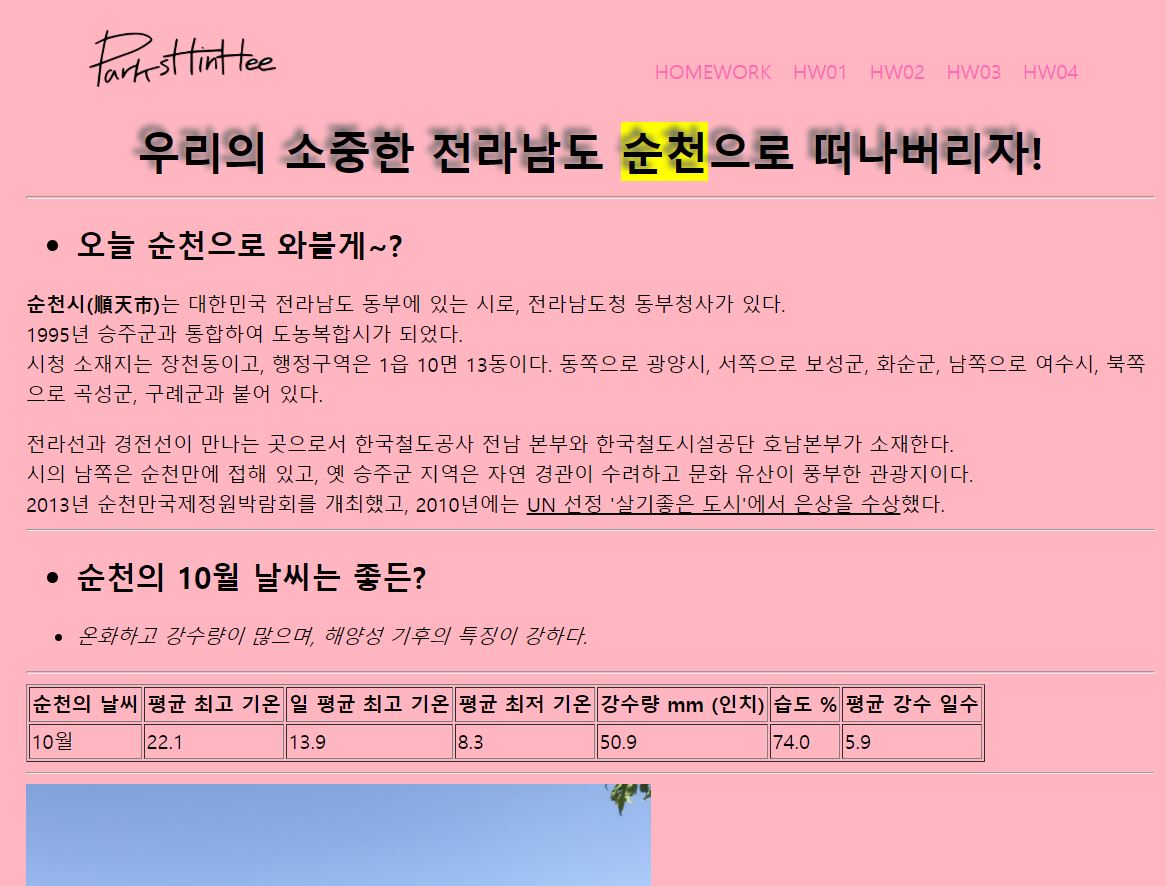 ParksHinHee
HOMEWORK HW01 HW02 HW03 HW04
우리의 소중한 전라남도 순천으로 떠나버리자!
오늘 순천으로 와블게~?
순천시(順天市)는 대한민국 전라남도 동부에 있는 시로, 전라남도청 동부청사가 있다.
1995년 승주군과 통합하여 도농복합시가 되었다.
시청 소재지는 장천동이고, 행정구역은 1읍 10면 13동이다. 동쪽으로 광양시, 서쪽으로 보성군, 화순군, 남쪽으로 여수시, 북쪽
으로 곡성군, 구례군과 붙어 있다.
전라선과 경전선이 만나는 곳으로서 한국철도공사 전남 본부와 한국철도시설공단 호남본부가 소재한다.
시의 남쪽은 순천만에 접해 있고, 옛 승주군 지역은 자연 경관이 수려하고 문화 유산이 풍부한 관광지이다.
2013년 순천만국제정원박람회를 개최했고, 2010년에는 UN 선정 '살기좋은 도시'에서 은상을 수상했다.
순천의 10월 날씨는 좋든?
온화하고 강수량이 많으며, 해양성 기후의 특징이 강하다.
순천의 날씨 평균 최고 기온 일 평균 최고 기온 평균 최저 기온 강수량 mm (인치) 습도 % 평균 강수 일수
10월 22.1 13.9 8.3 50.9 74.0 5.9